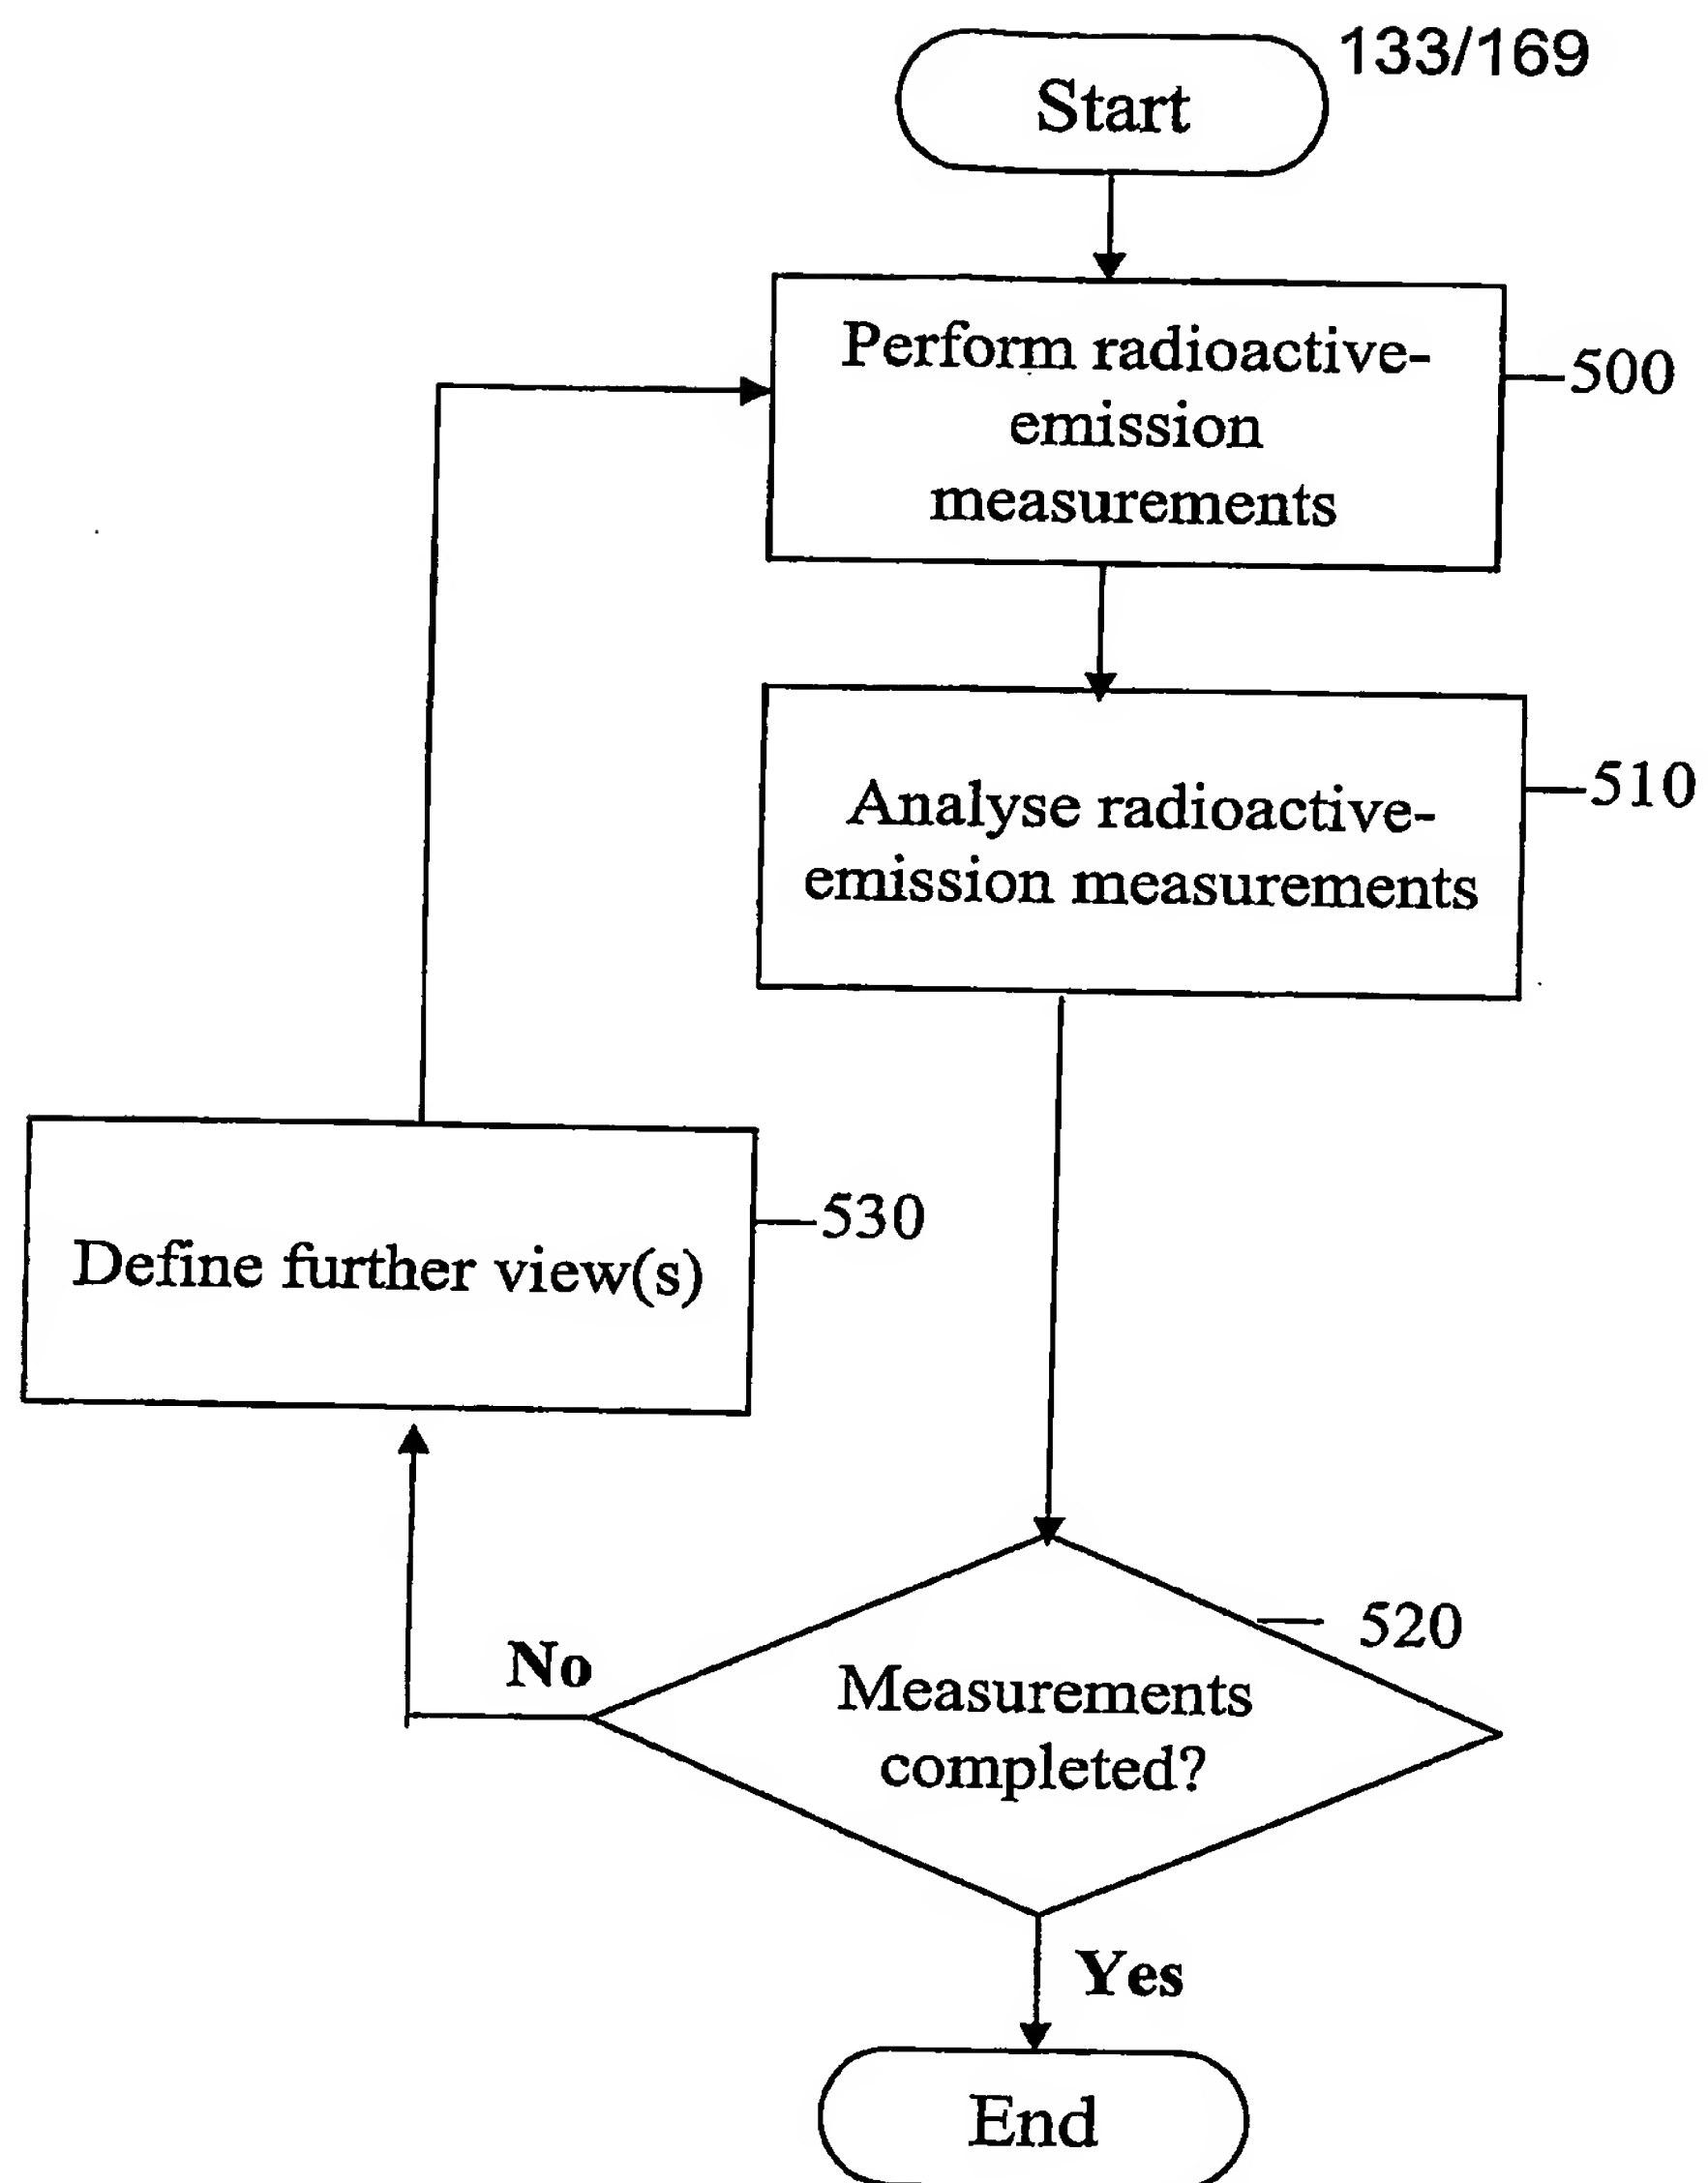 133/169
Start
Perform radioactive-
emission
measurements
500
Analyse radioactive-
emission measurements
510
Define further view(s)
530
520
No
Measurements
completed?
Yes
End